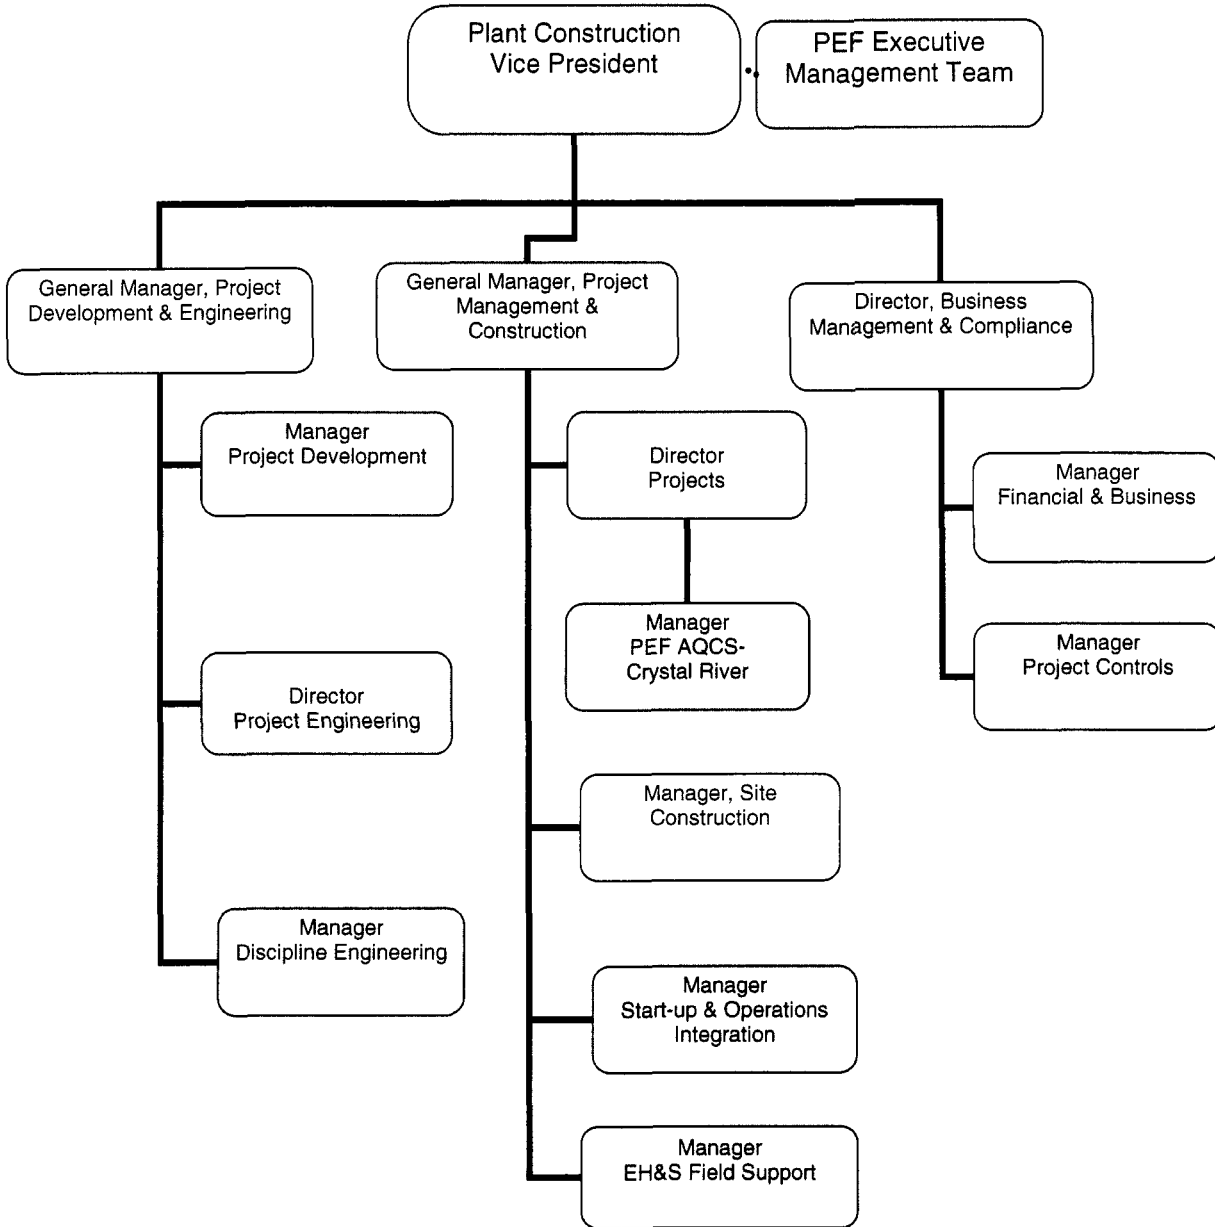 Plant Construction
Vice President
PEF Executive
Management Team
General Manager, Project
Development & Engineering
General Manager, Project
Management &
Construction
Director, Business
Management & Compliance
Manager
Project Development
Director
Projects
Manager
Financial & Business
Manager
PEF AQCS-
Crystal River
Manager
Project Controls
Director
Project Engineering
Manager, Site
Construction
Manager
Discipline Engineering
Manager
Start-up & Operations
Integration
Manager
EH&S Field Support